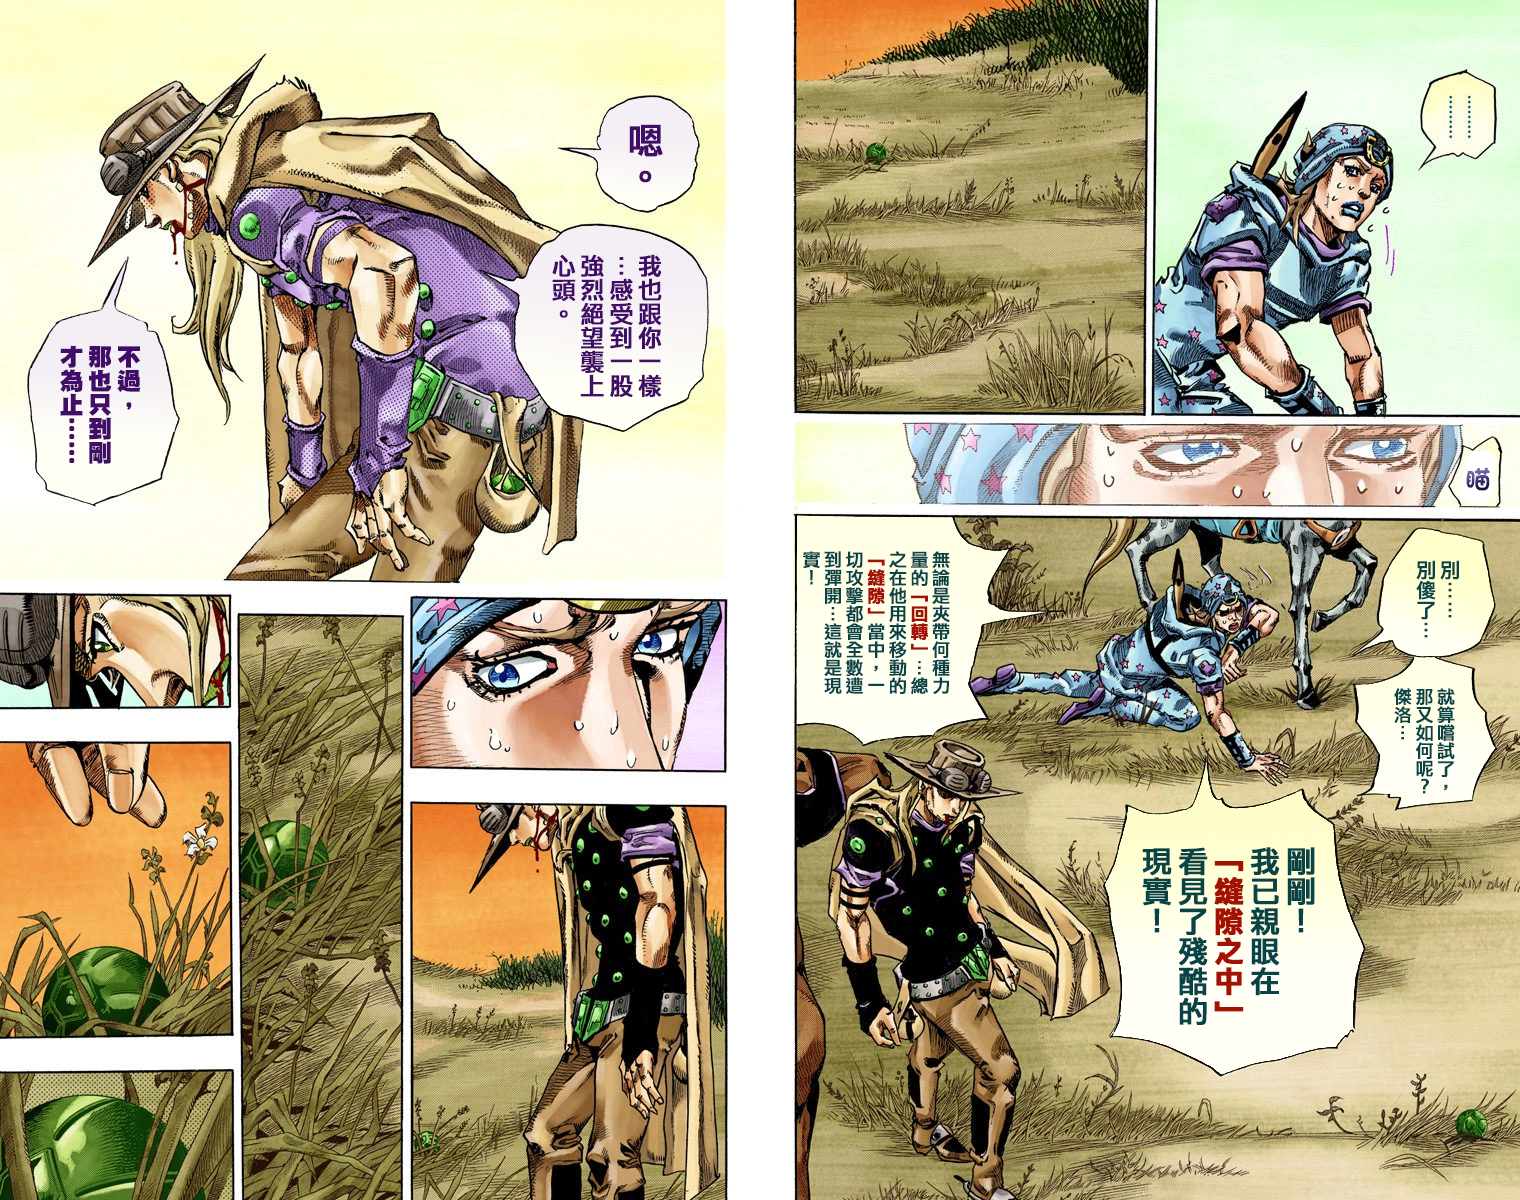 …………
…………
瞄
別……
別傻了…
就算嚐試了，
那又如何呢？
傑洛…
無論是夾帶何種力
量的「回轉」…總
之在他用來移動的
「縫隙」當中，一
切攻擊都會全數遭
到彈開…這就是現
實！
剛剛！
我已親眼在
「縫隙之中」
看見了殘酷的
現實！
嗯。
我也跟你一樣
…感受到一股
強烈絕望襲上
心頭。
不過，
那也只到剛
才為止……